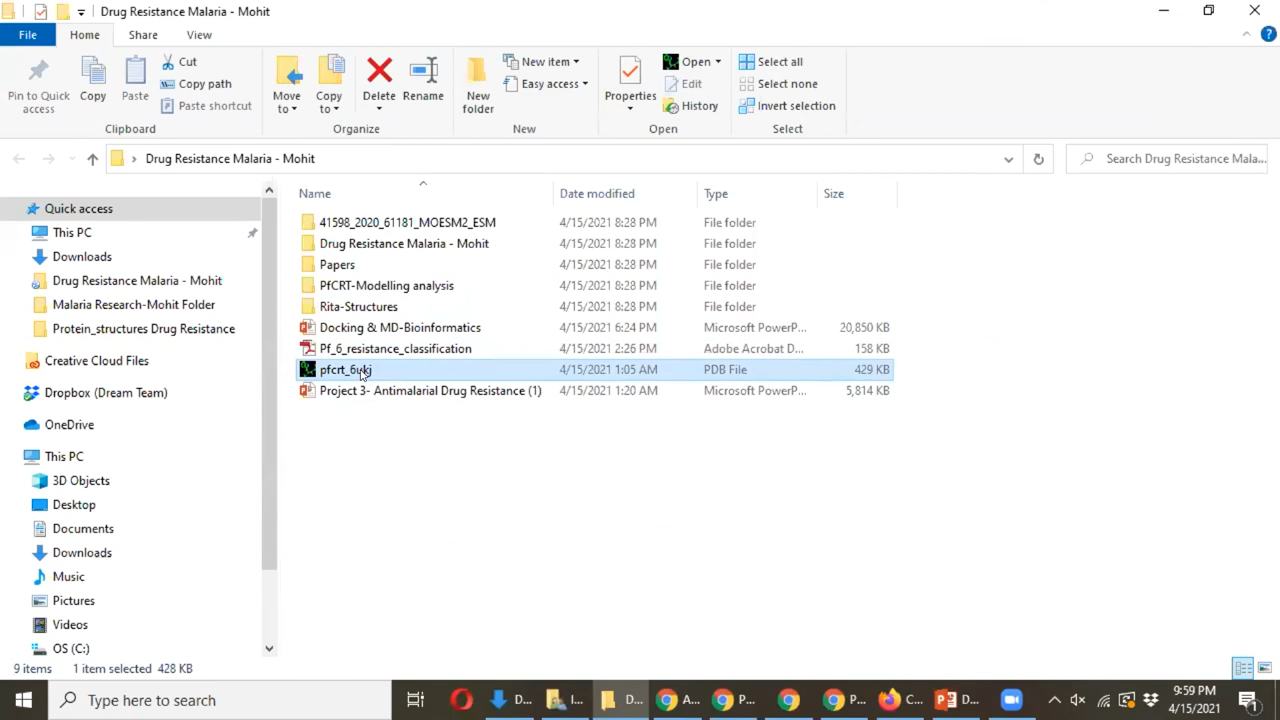 Drug Resistance Malaria - Mohit
File Home Share View
Pin to Quick access
Copy
Paste
Cut
Copy path
Paste shortcut
Move to
Copy to
Delete
Rename
New folder
New item
Easy access
Properties
Open
Edit
History
Select all
Select none
Invert selection
Clipboard Organize New Open Select
Drug Resistance Malaria - Mohit
Search Drug Resistance Mala...
Name Date modified Type Size
41598_2020_61181_MOESM2_ESM 4/15/2021 8:28 PM File folder
Drug Resistance Malaria - Mohit 4/15/2021 8:28 PM File folder
Papers 4/15/2021 8:28 PM File folder
PfCRT-Modelling analysis 4/15/2021 8:28 PM File folder
Rita-Structures 4/15/2021 8:28 PM File folder
Docking & MD-Bioinformatics 4/15/2021 6:24 PM Microsoft PowerP... 20,850 KB
Pf_6_resistance_classification 4/15/2021 2:26 PM Adobe Acrobat D... 158 KB
pfcrt_6ukj 4/15/2021 1:05 AM PDB File 429 KB
Project 3- Antimalarial Drug Resistance (1) 4/15/2021 1:20 AM Microsoft PowerP... 5,814 KB
Quick access
This PC
Downloads
Drug Resistance Malaria - Mohit
Malaria Research-Mohit Folder
Protein_structures Drug Resistance
Creative Cloud Files
Dropbox (Dream Team)
OneDrive
This PC
3D Objects
Desktop
Documents
Downloads
Music
Pictures
Videos
OS (C:)
9 items 1 item selected 428 KB
Type here to search
D... I... D... A... P... P... C... D...
9:59 PM
4/15/2021
1